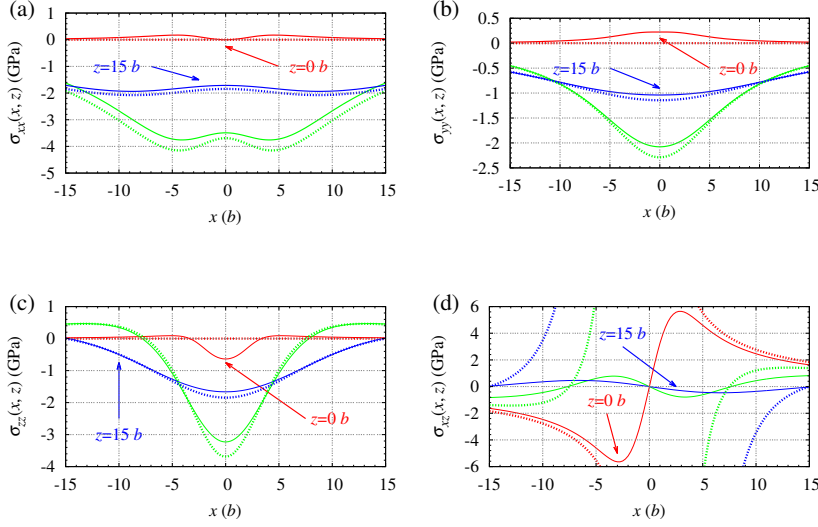 (a)
1
0
-1
-2
-3
-4
-5
σxx(x, z) (GPa)
z=15 b
z=0 b
-15 -10 -5 0 5 10 15
x (b)
(b)
0.5
0
-0.5
-1
-1.5
-2
-2.5
σyy(x, z) (GPa)
z=15 b
z=0 b
-15 -10 -5 0 5 10 15
x (b)
(c)
1
0
-1
-2
-3
-4
σzz(x, z) (GPa)
z=15 b
z=0 b
-15 -10 -5 0 5 10 15
x (b)
(d)
6
4
2
0
-2
-4
-6
σxz(x, z) (GPa)
z=15 b
z=0 b
-15 -10 -5 0 5 10 15
x (b)